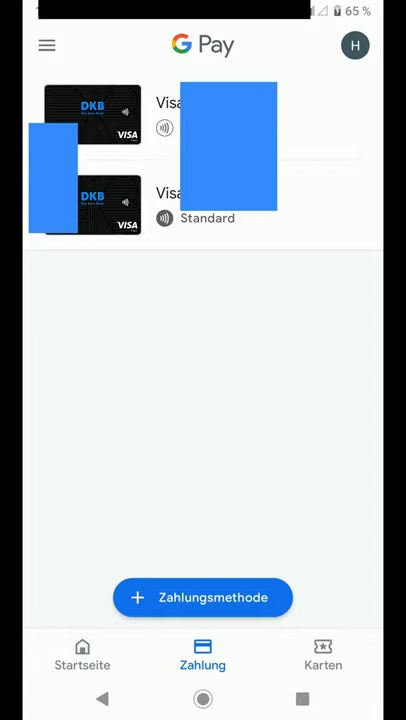 65 %
G Pay
H
DKB
VISA
Visa
DKB
VISA
Visa
Standard
+ Zahlungsmethode
Startseite
Zahlung
Karten